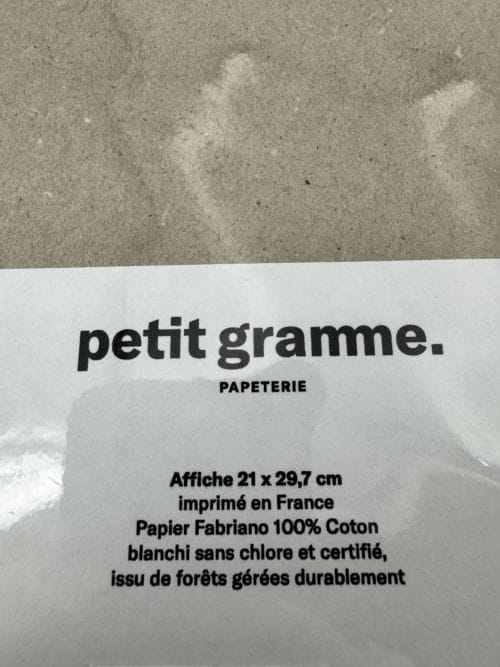 petit gramme.
PAPETERIE
Affiche 21 x 29,7 cm
imprimé en France
Papier Fabriano 100% Coton
blanchi sans chlore et certifié,
issu de forêts gérées durablement